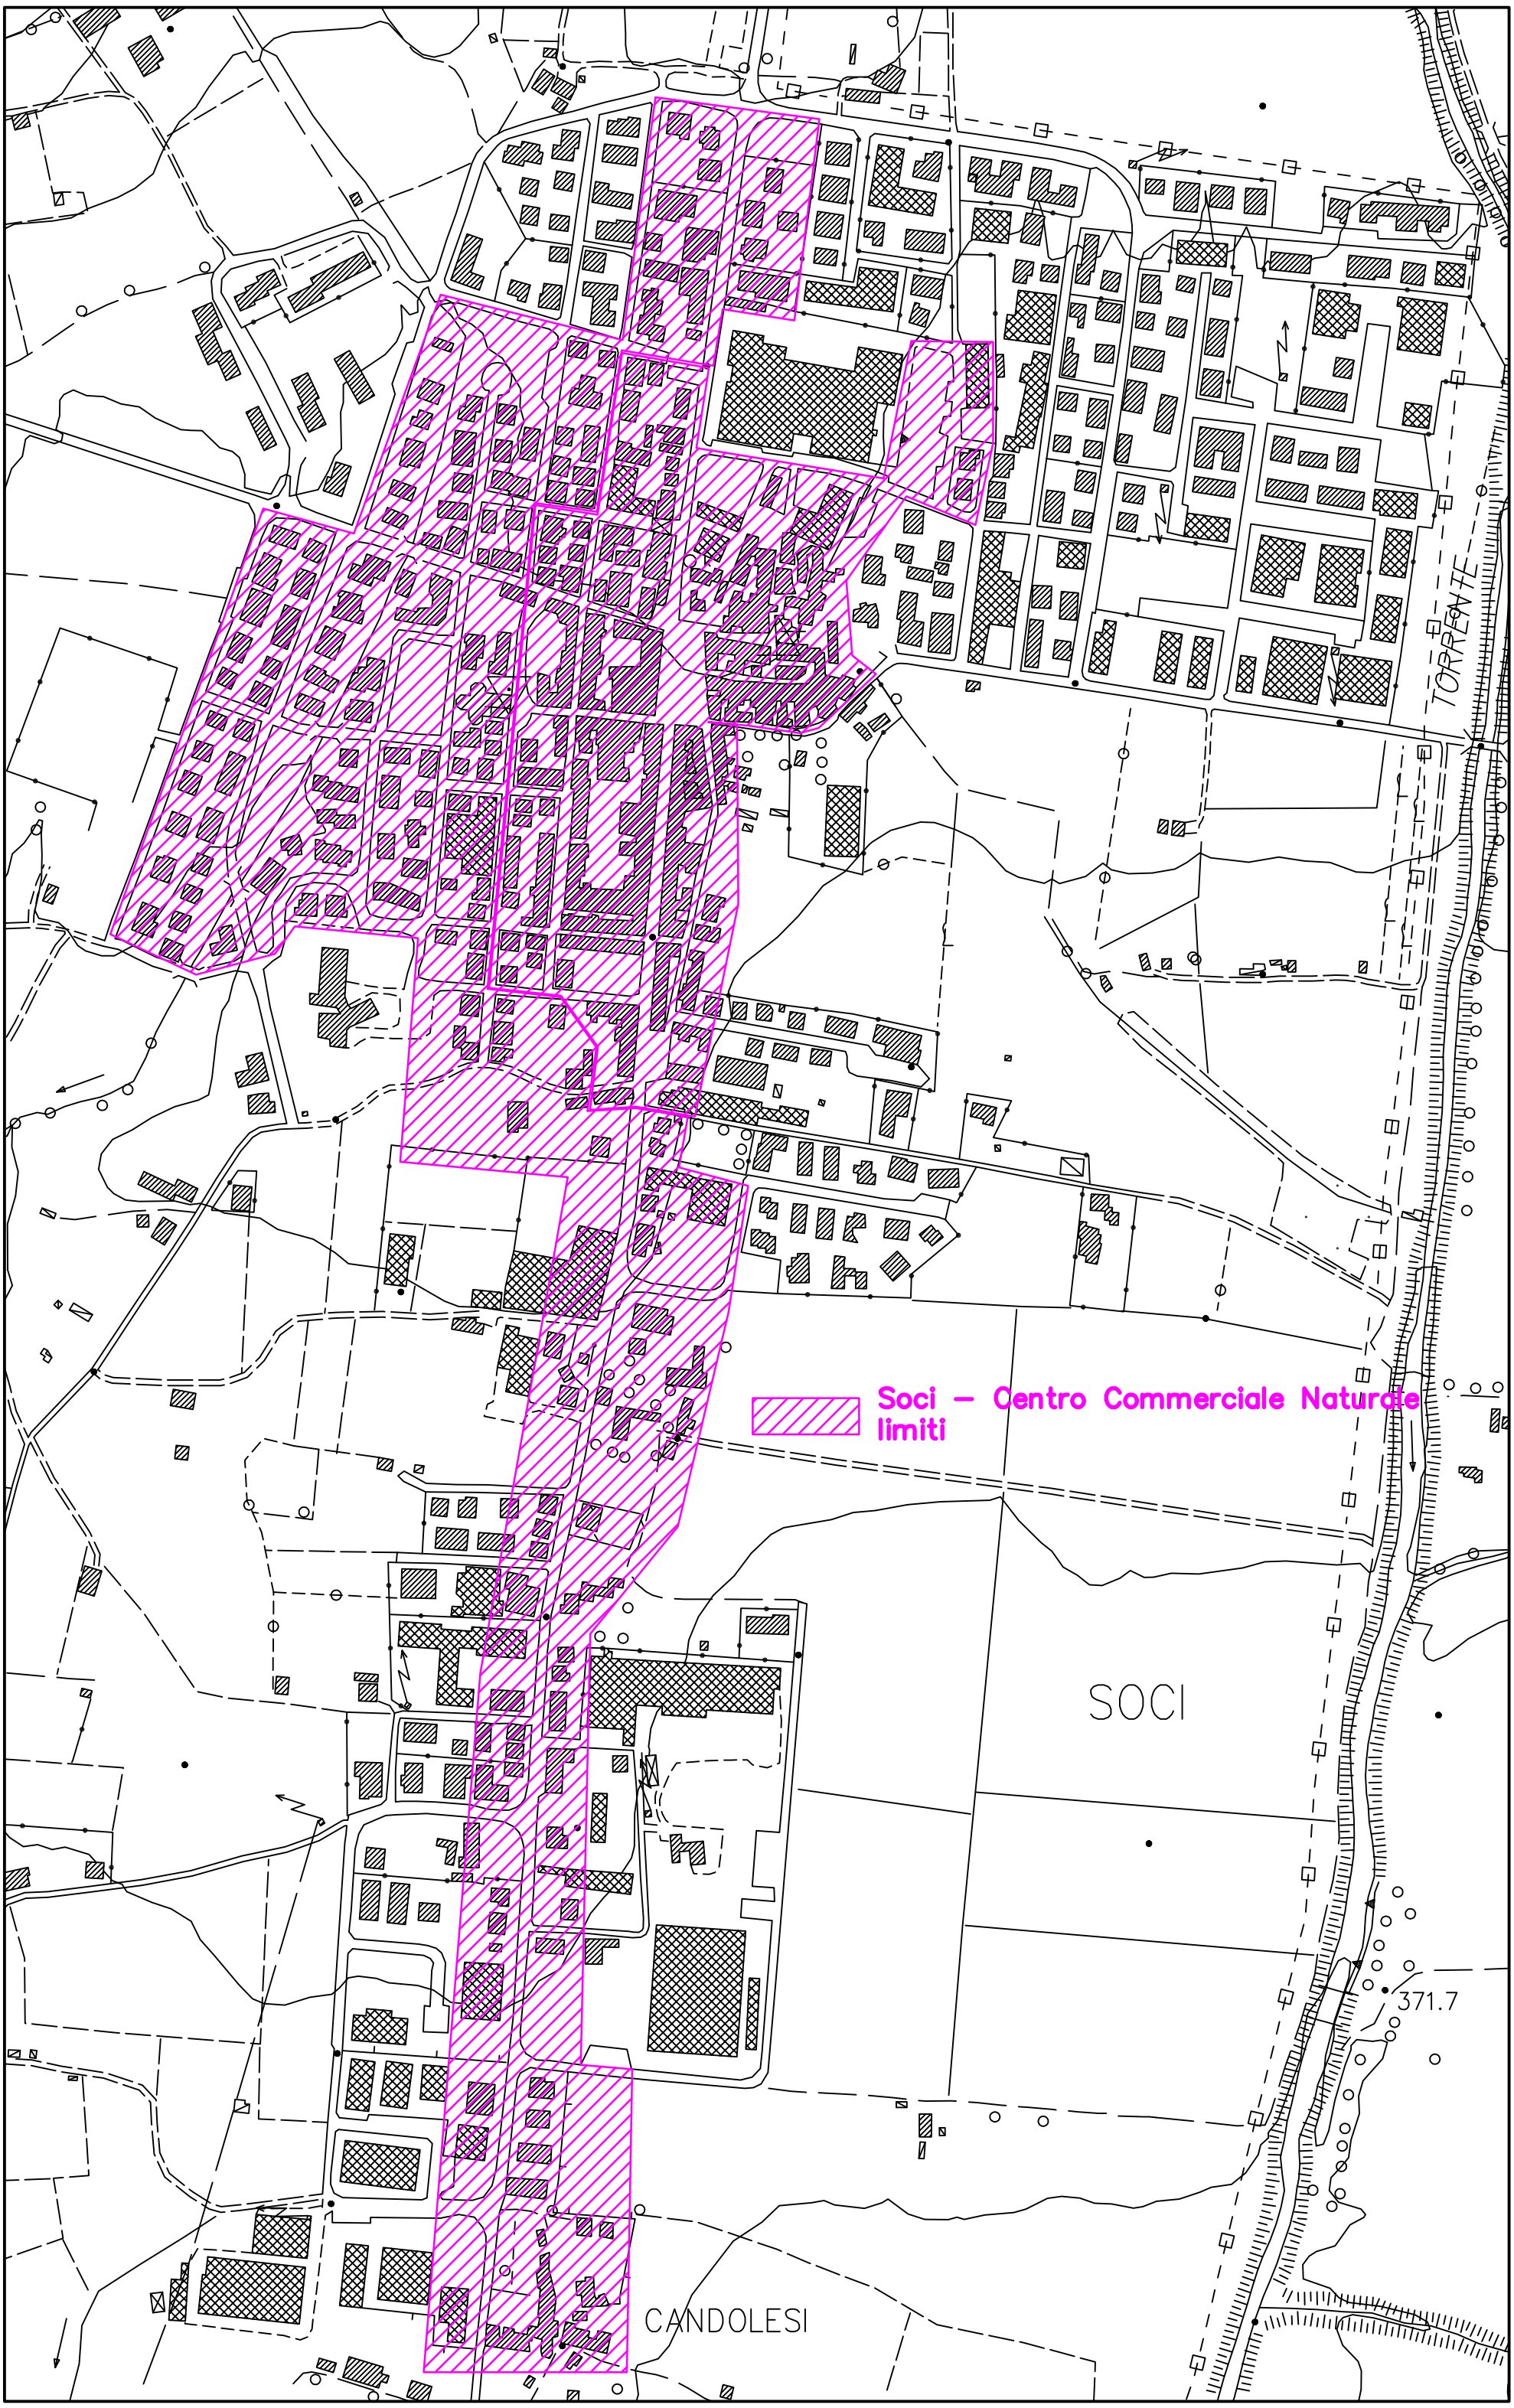 TORRENTE
Soci – Centro Commerciale Naturale
limiti
SOCI
371.7
CANDOLESI